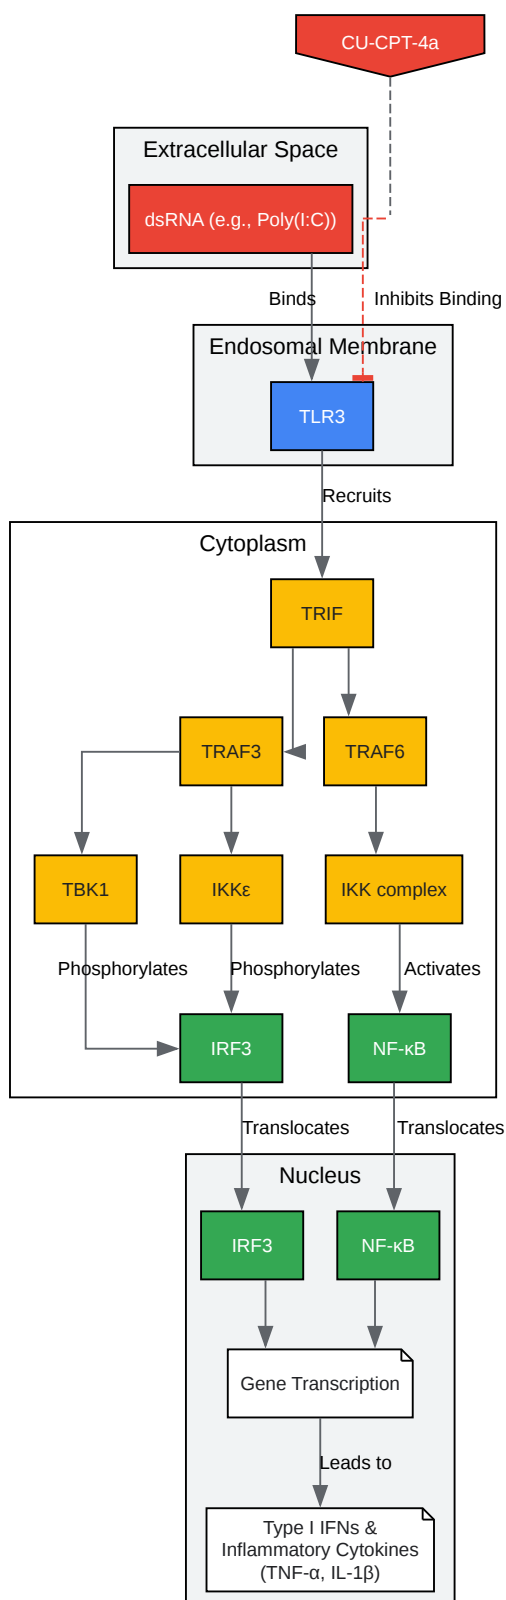 CU-CPT-4a
Extracellular Space
dsRNA (e.g., Poly(I:C))
Binds
Inhibits Binding
Endosomal Membrane
TLR3
Recruits
Cytoplasm
TRIF
TRAF3
TRAF6
TBK1
IKKε
IKK complex
Phosphorylates
Phosphorylates
Activates
IRF3
NF-κB
Translocates
Translocates
Nucleus
IRF3
NF-κB
Gene Transcription
Leads to
Type I IFNs &
Inflammatory Cytokines
(TNF-α, IL-1β)